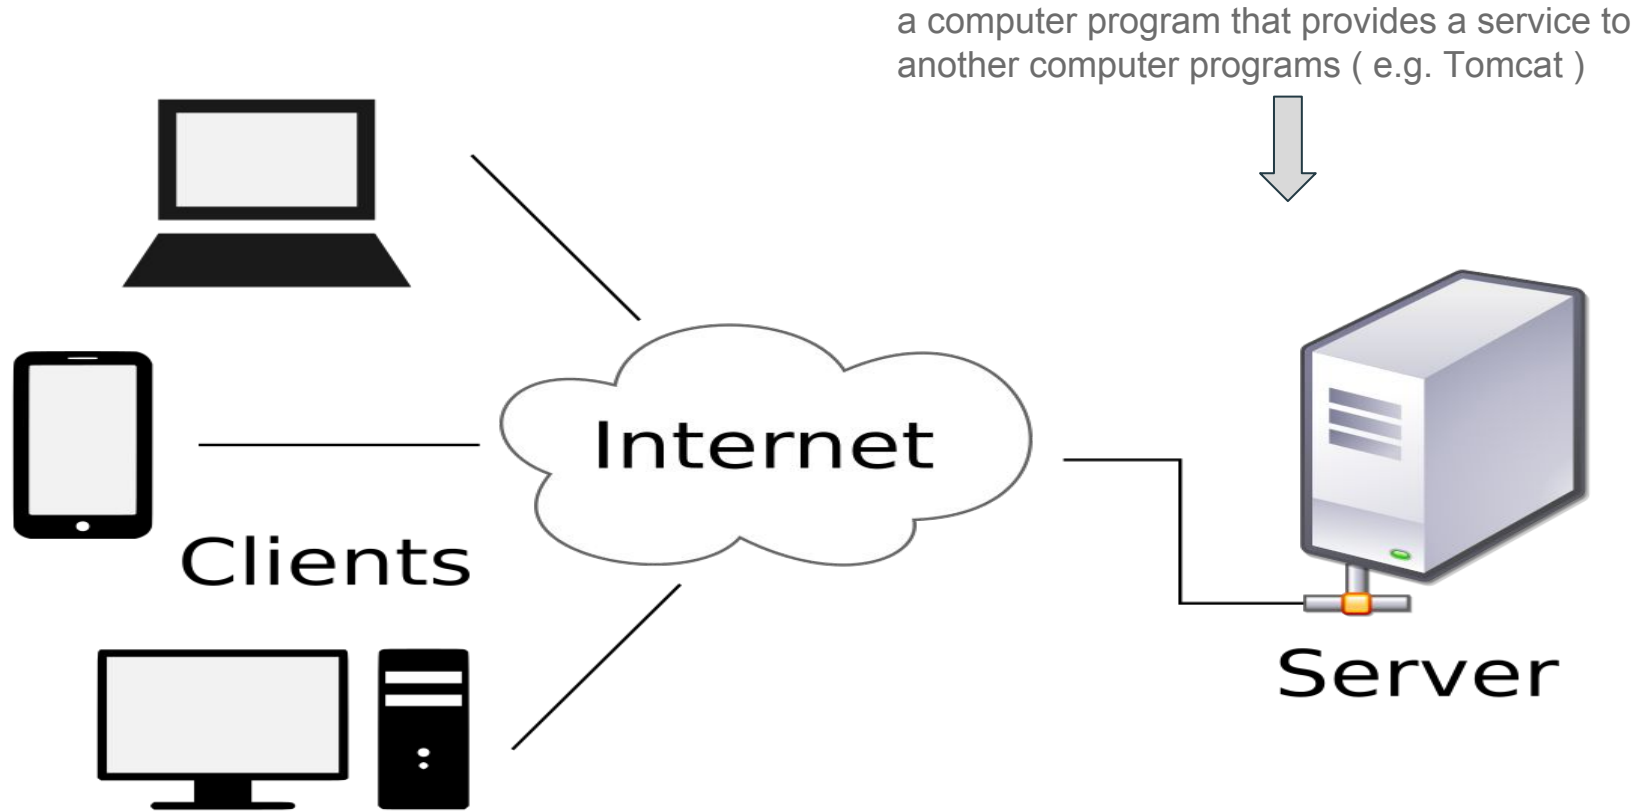 a computer program that provides a service to
another computer programs ( e.g. Tomcat )
Internet
Clients
Server